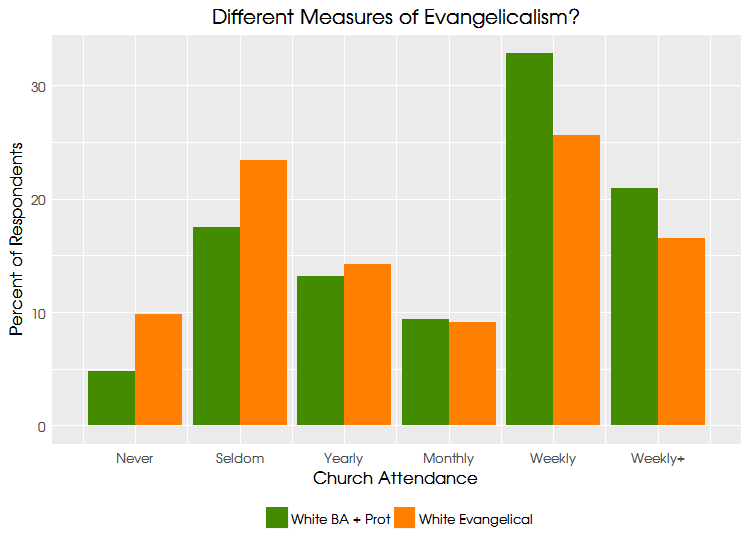 Different Measures of Evangelicalism?
Percent of Respondents
30
20
10
0
Never Seldom Yearly Monthly Weekly Weekly+
Church Attendance
White BA + Prot White Evangelical